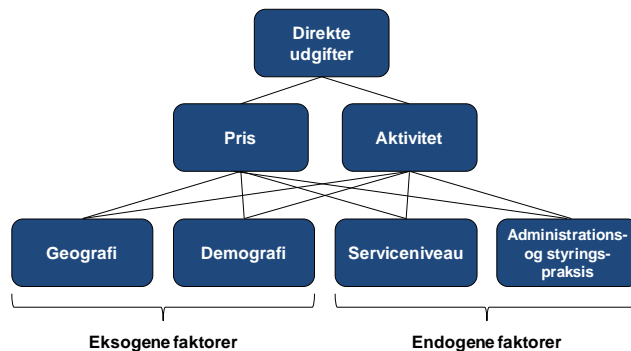 Direkte
udgifter
Pris
Aktivitet
Geografi
Demografi
Serviceniveau
Administrations-
og styrings-
praksis
Eksogene faktorer
Endogene faktorer